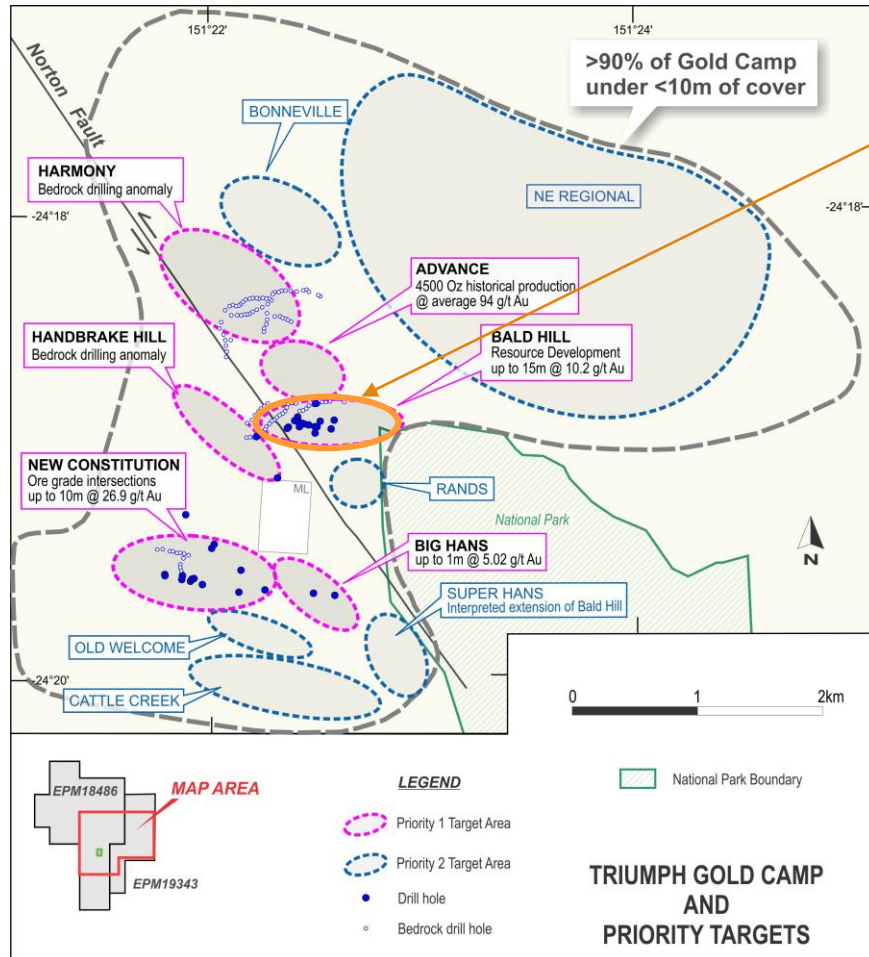 151°22'
151°24'
Norton Fault
>90% of Gold Camp
under <10m of cover
BONNEVILLE
HARMONY
Bedrock drilling anomaly
NE REGIONAL
-24°18'
-24°18'
ADVANCE
4500 Oz historical production
@ average 94 g/t Au
HANDBRAKE HILL
Bedrock drilling anomaly
BALD HILL
Resource Development
up to 15m @ 10.2 g/t Au
NEW CONSTITUTION
Ore grade intersections
up to 10m @ 26.9 g/t Au
ML
RANDS
National Park
N
BIG HANS
up to 1m @ 5.02 g/t Au
SUPER HANS
Interpreted extension of Bald Hill
OLD WELCOME
-24°20'
CATTLE CREEK
0 1 2km
EPM18486
MAP AREA
EPM19343
LEGEND
Priority 1 Target Area
Priority 2 Target Area
Drill hole
Bedrock drill hole
National Park Boundary
TRIUMPH GOLD CAMP
AND
PRIORITY TARGETS